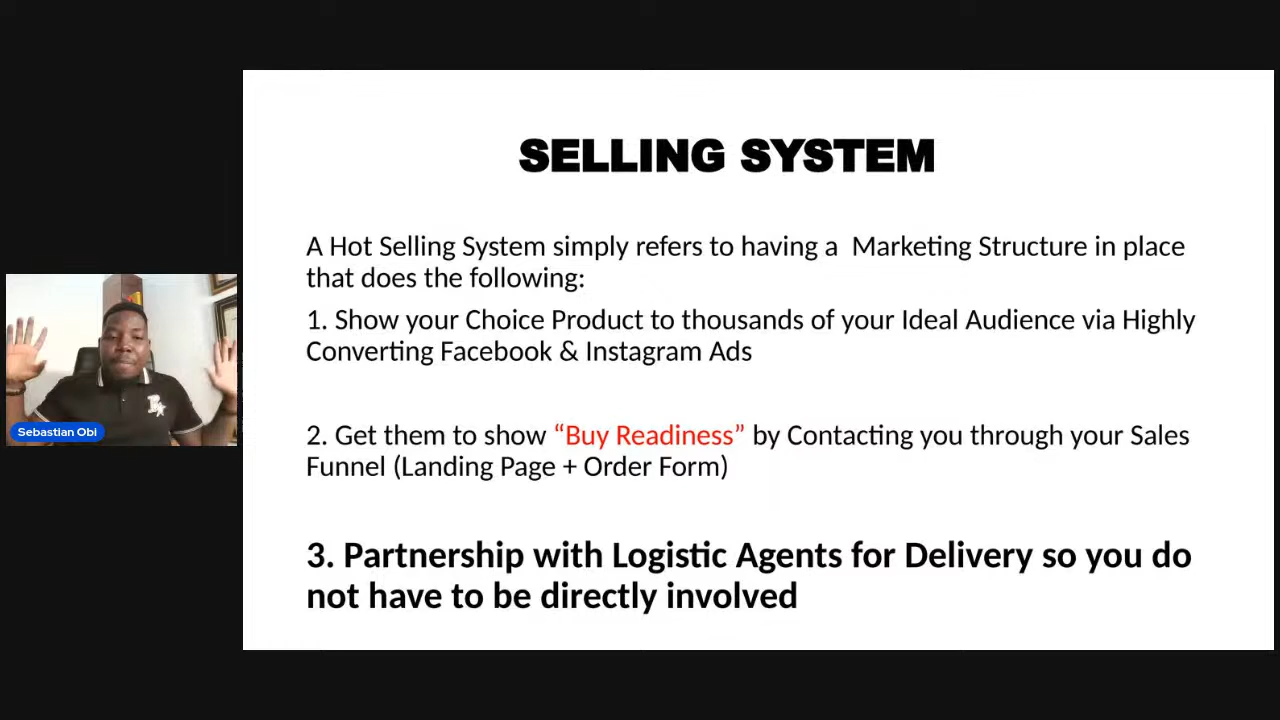 SELLING SYSTEM
A Hot Selling System simply refers to having a  Marketing Structure in place
that does the following:
1. Show your Choice Product to thousands of your Ideal Audience via Highly
Converting Facebook & Instagram Ads
2. Get them to show “Buy Readiness” by Contacting you through your Sales
Funnel (Landing Page + Order Form)
3. Partnership with Logistic Agents for Delivery so you do
not have to be directly involved
Sebastian Obi